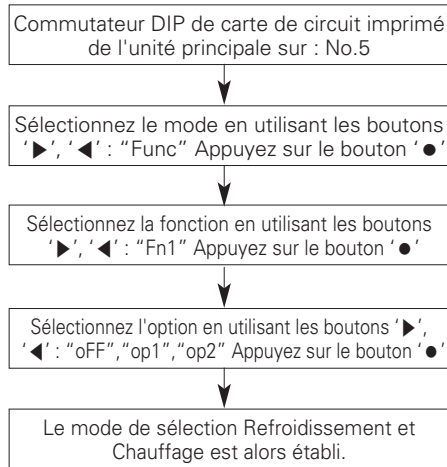 Commutateur DIP de carte de circuit imprimé
de l'unité principale sur : No.5
Sélectionnez le mode en utilisant les boutons
‘▶’, ‘◀’ : “Func” Appuyez sur le bouton ‘●’
Sélectionnez la fonction en utilisant les boutons
‘▶’, ‘◀’ : “Fn1” Appuyez sur le bouton ‘●’
Sélectionnez l'option en utilisant les boutons ‘▶’,
‘◀’ : “oFF”,“op1”,“op2” Appuyez sur le bouton ‘●’
Le mode de sélection Refroidissement et
Chauffage est alors établi.